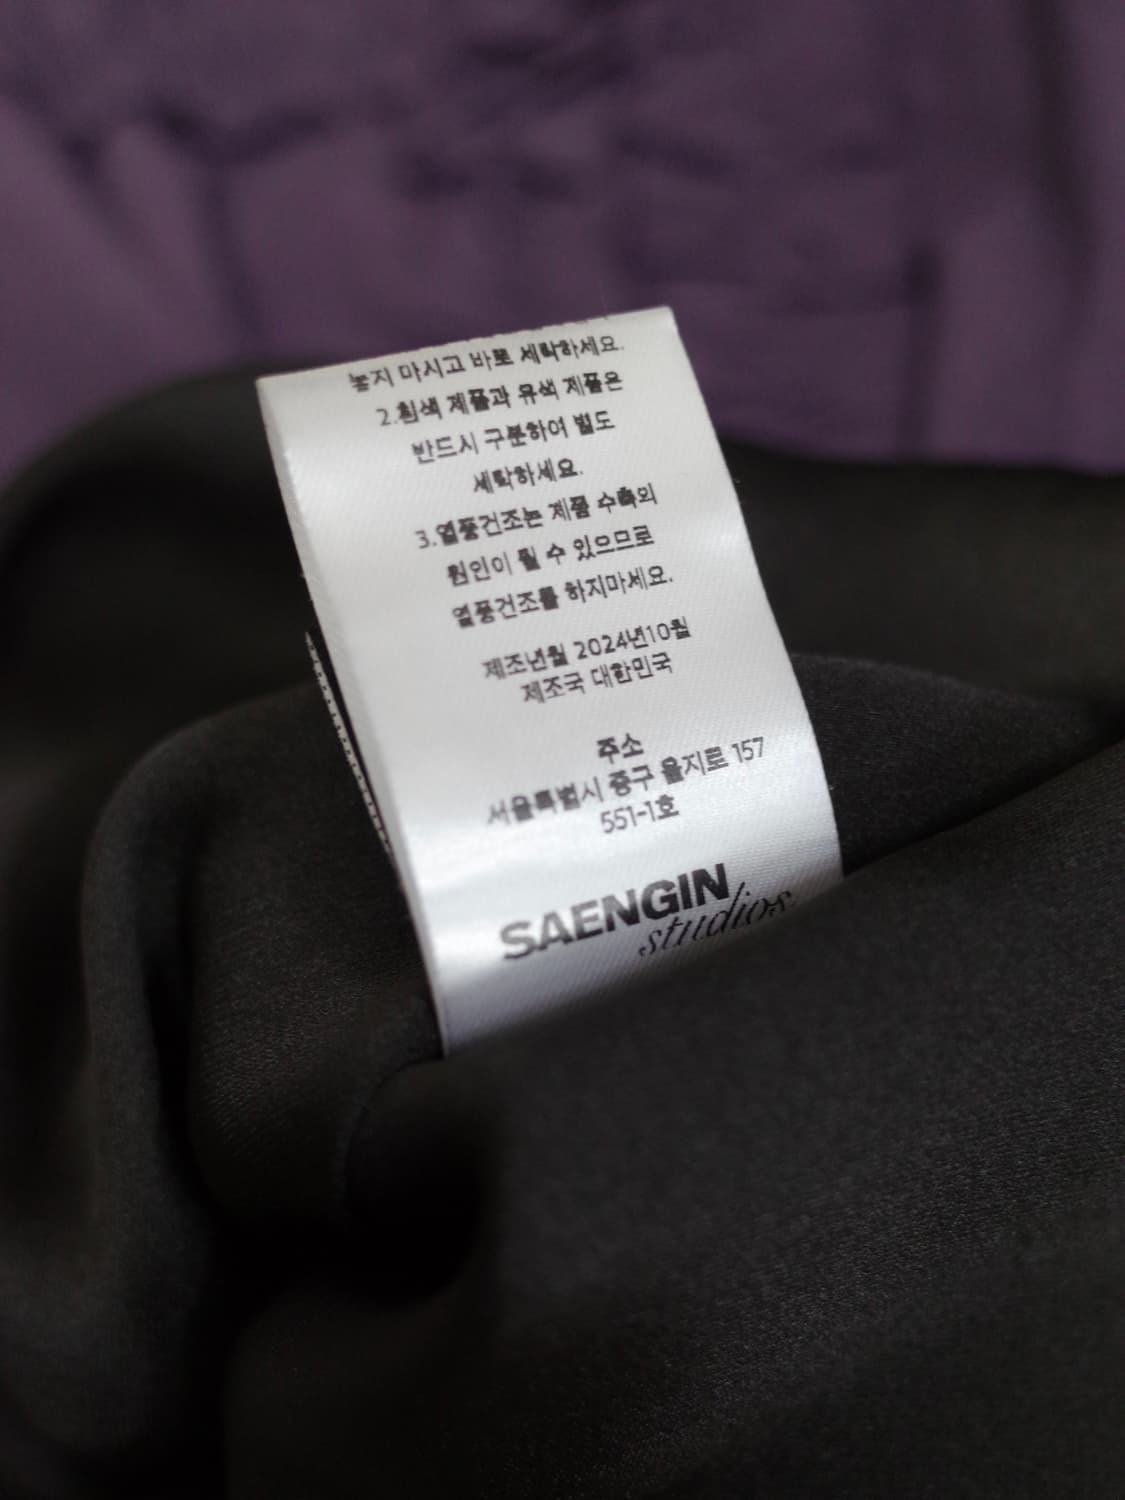 놓지 마시고 바로 세탁하세요.
2.흰색 제품과 유색 제품은
반드시 구분하여 별도
세탁하세요.
3.열풍건조는 제품 수축의
원인이 될 수 있으므로
열풍건조를 하지마세요.
제조년월 2024년10월
제조국 대한민국
주소
서울특별시 중구 을지로 157
551-1호
SAENGIN
studios